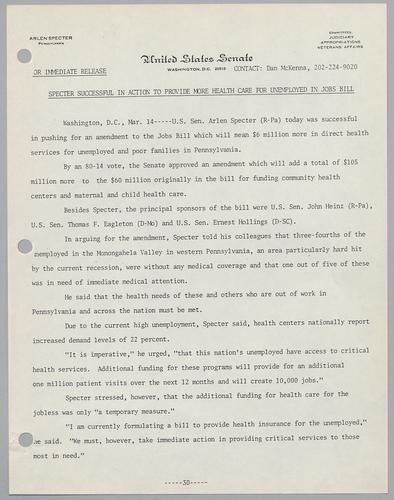 ARLEN SPECTER
PENNSYLVANIA
COMMITTEES:
JUDICIARY
APPROPRIATIONS
VETERANS' AFFAIRS
United States Senate
WASHINGTON, D.C. 20510
OR IMMEDIATE RELEASE
CONTACT: Dan McKenna, 202-224-9020
SPECTER SUCCESSFUL IN ACTION TO PROVIDE MORE HEALTH CARE FOR UNEMPLOYED IN JOBS BILL
Washington, D.C., Mar. 14-----U.S. Sen. Arlen Specter (R-Pa) today was successful
in pushing for an amendment to the Jobs Bill which will mean $6 million more in direct health
services for unemployed and poor families in Pennsylvania.
By an 80-14 vote, the Senate approved an amendment which will add a total of $105
million more to the $60 million originally in the bill for funding community health
centers and maternal and child health care.
Besides Specter, the principal sponsors of the bill were U.S. Sen. John Heinz (R-Pa),
U.S. Sen. Thomas F. Eagleton (D-Mo) and U.S. Sen. Ernest Hollings (D-SC).
In arguing for the amendment, Specter told his colleagues that three-fourths of the
nemployed in the Monongahela Valley in western Pennsylvania, an area particularly hard hit
by the current recession, were without any medical coverage and that one out of five of these
was in need of immediate medical attention.
He said that the health needs of these and others who are out of work in
Pennsylvania and across the nation must be met.
Due to the current high unemployment, Specter said, health centers nationally report
increased demand levels of 22 percent.
"It is imperative," he urged, "that this nation's unemployed have access to critical
health services. Additional funding for these programs will provide for an additional
one million patient visits over the next 12 months and will create 10,000 jobs."
Specter stressed, however, that the additional funding for health care for the
jobless was only "a temporary measure."
"I am currently formulating a bill to provide health insurance for the unemployed,"
he said. "We must, however, take immediate action in providing critical services to those
most in need."
-----30-----